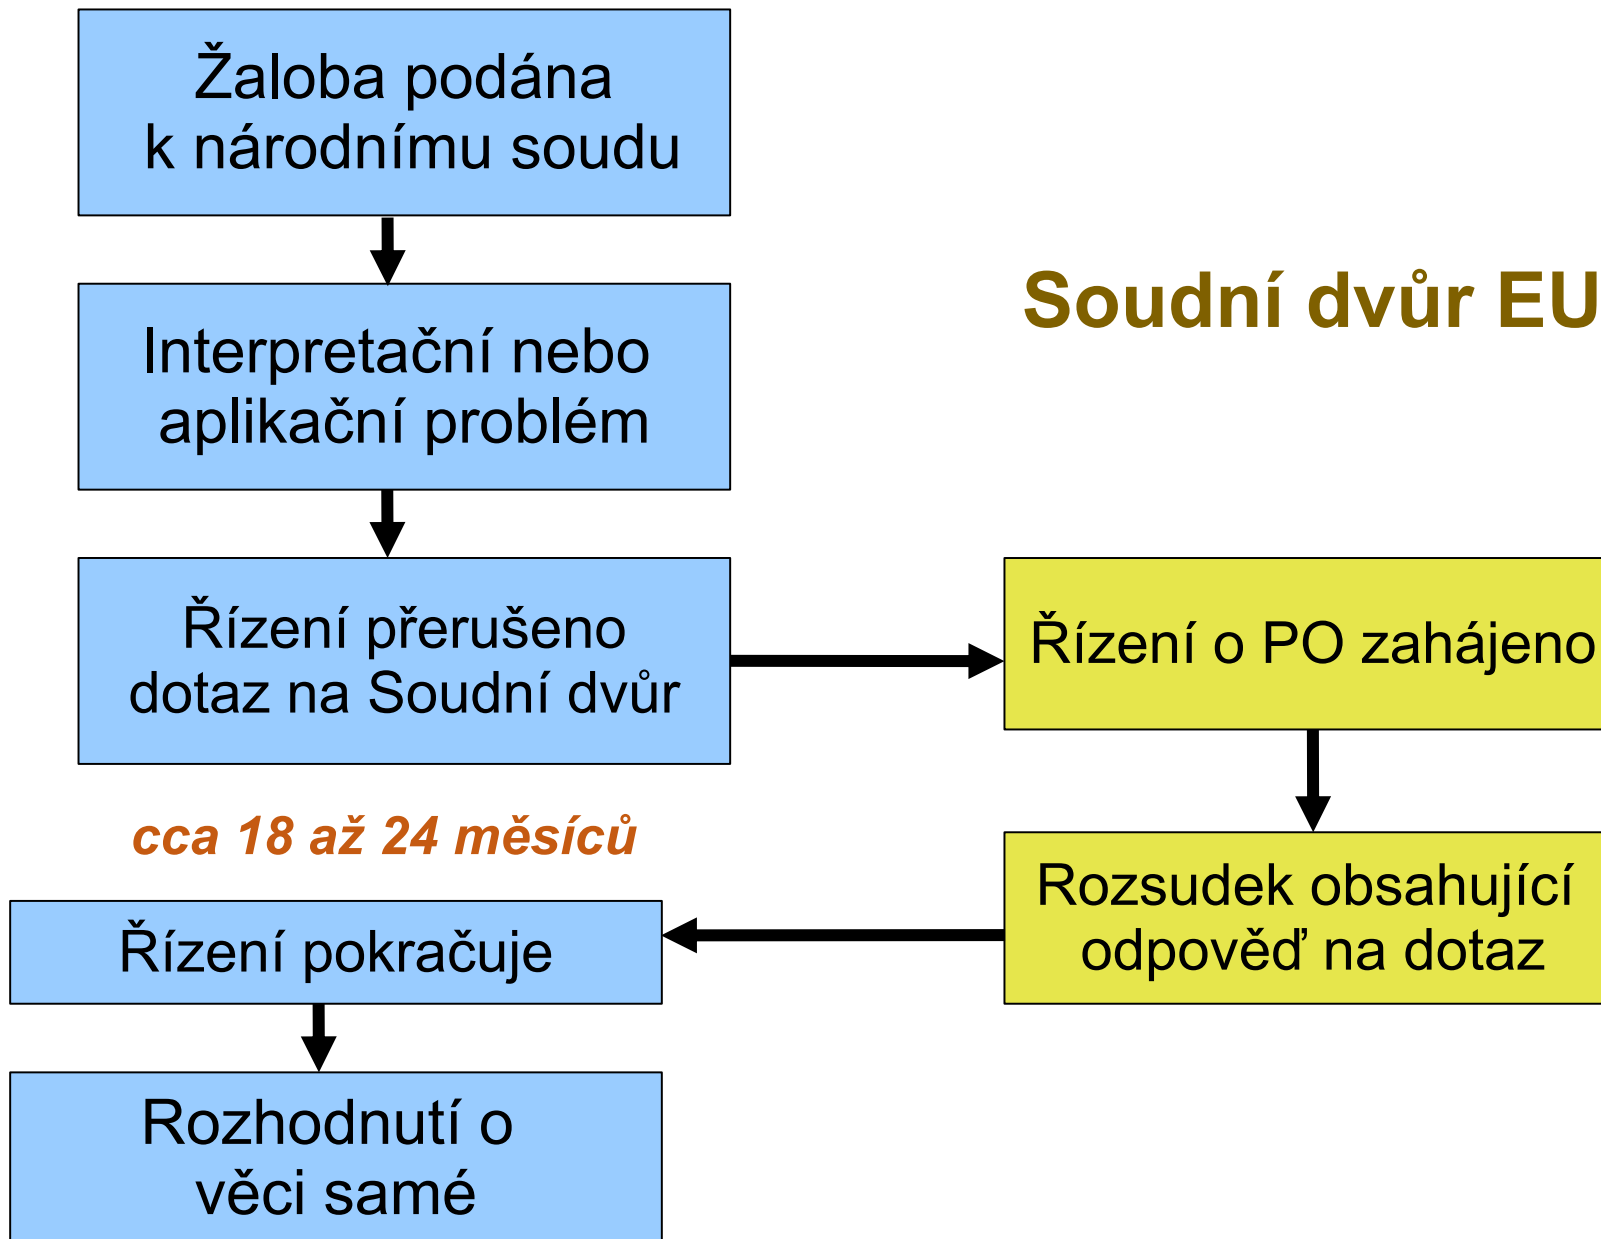 Žaloba podána
k národnímu soudu
Soudní dvůr EU
Interpretační nebo
aplikační problém
Řízení přerušeno
dotaz na Soudní dvůr
Řízení o PO zahájeno
cca 18 až 24 měsíců
Rozsudek obsahující
odpověď na dotaz
Řízení pokračuje
Rozhodnutí o
věci samé